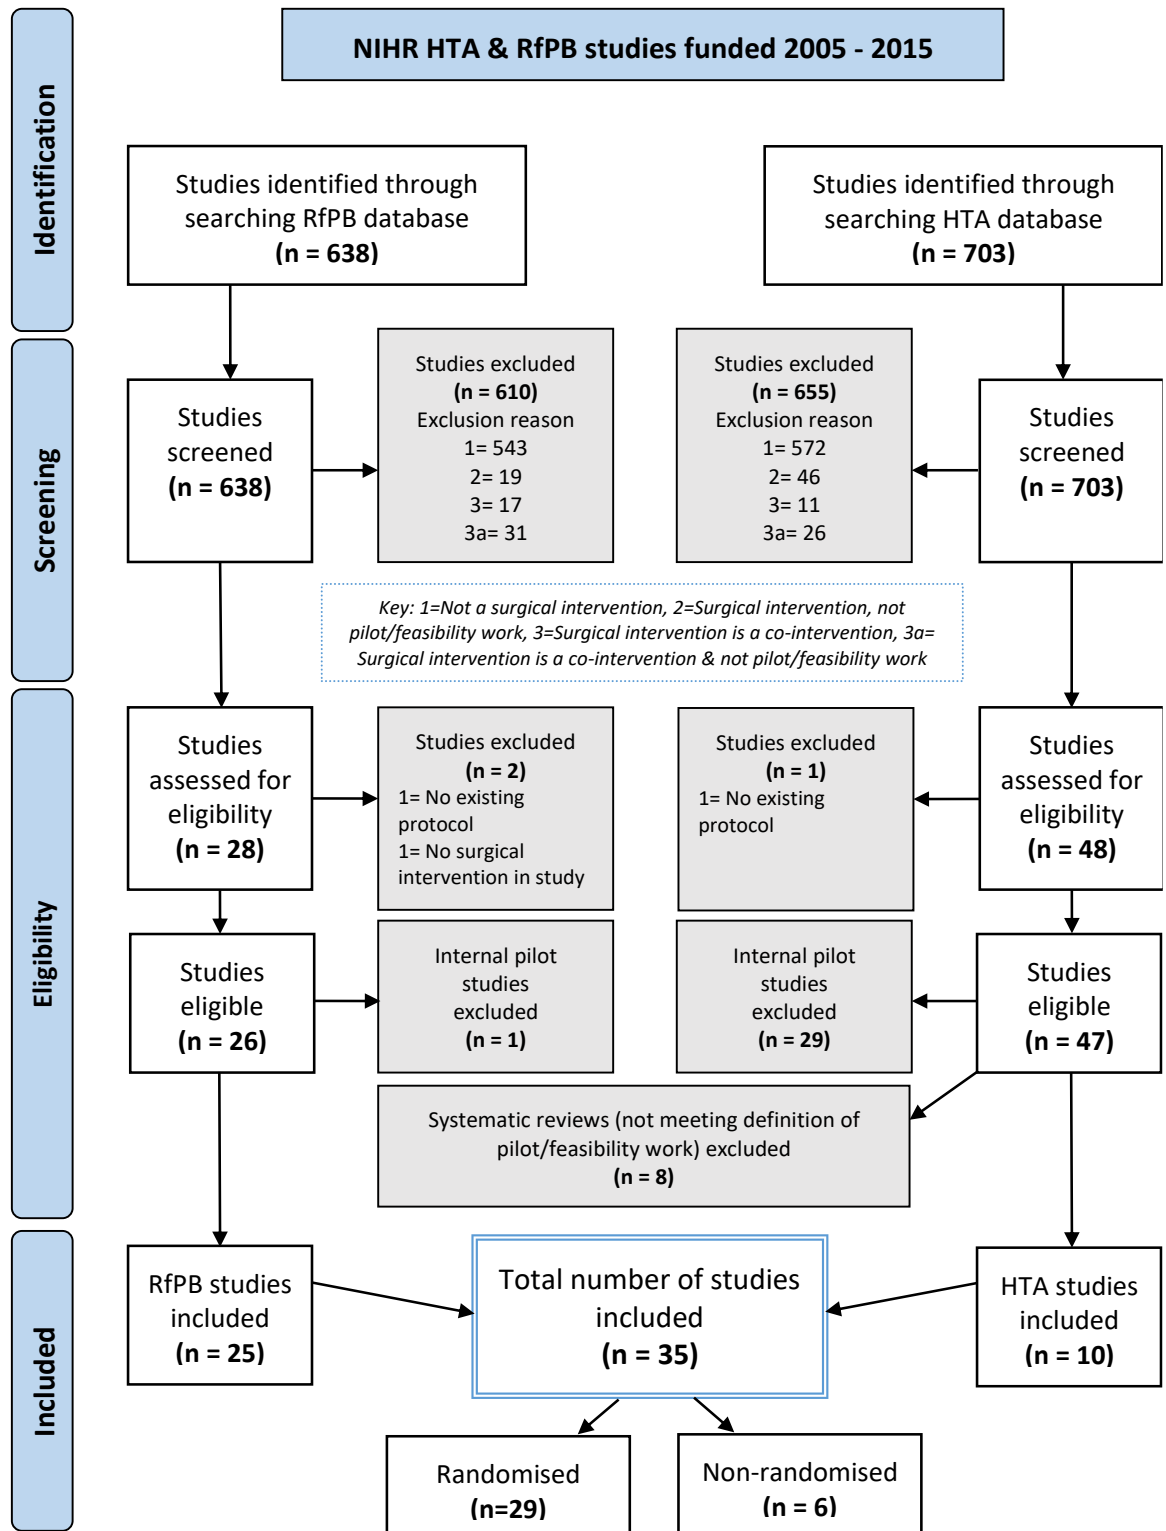 NIHR HTA & RfPB studies funded 2005 - 2015
Identification
Studies identified through
searching RfPB database
(n = 638)
Studies identified through
searching HTA database
(n = 703)
Screening
Studies
screened
(n = 638)
Studies excluded
(n = 610)
Exclusion reason
1= 543
2= 19
3= 17
3a= 31
Studies excluded
(n = 655)
Exclusion reason
1= 572
2= 46
3= 11
3a= 26
Studies
screened
(n = 703)
Key: 1=Not a surgical intervention, 2=Surgical intervention, not
pilot/feasibility work, 3=Surgical intervention is a co-intervention, 3a=
Surgical intervention is a co-intervention & not pilot/feasibility work
Eligibility
Studies
assessed for
eligibility
(n = 28)
Studies excluded
(n = 2)
1= No existing
protocol
1= No surgical
intervention in study
Studies excluded
(n = 1)
1= No existing
protocol
Studies
assessed for
eligibility
(n = 48)
Studies
eligible
(n = 26)
Internal pilot
studies
excluded
(n = 1)
Internal pilot
studies
excluded
(n = 29)
Studies
eligible
(n = 47)
Systematic reviews (not meeting definition of
pilot/feasibility work) excluded
(n = 8)
Included
RfPB studies
included
(n = 25)
Total number of studies
included
(n = 35)
HTA studies
included
(n = 10)
Randomised
(n=29)
Non-randomised
(n = 6)